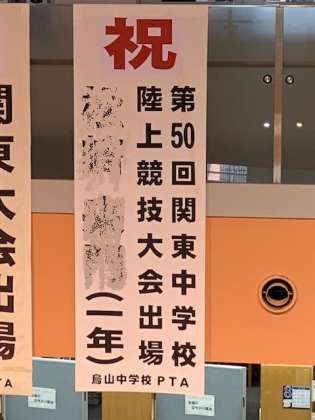 祝
第50回関東中学校
陸上競技大会出場
(一年)
烏山中学校 PTA
関東大会出場
TA